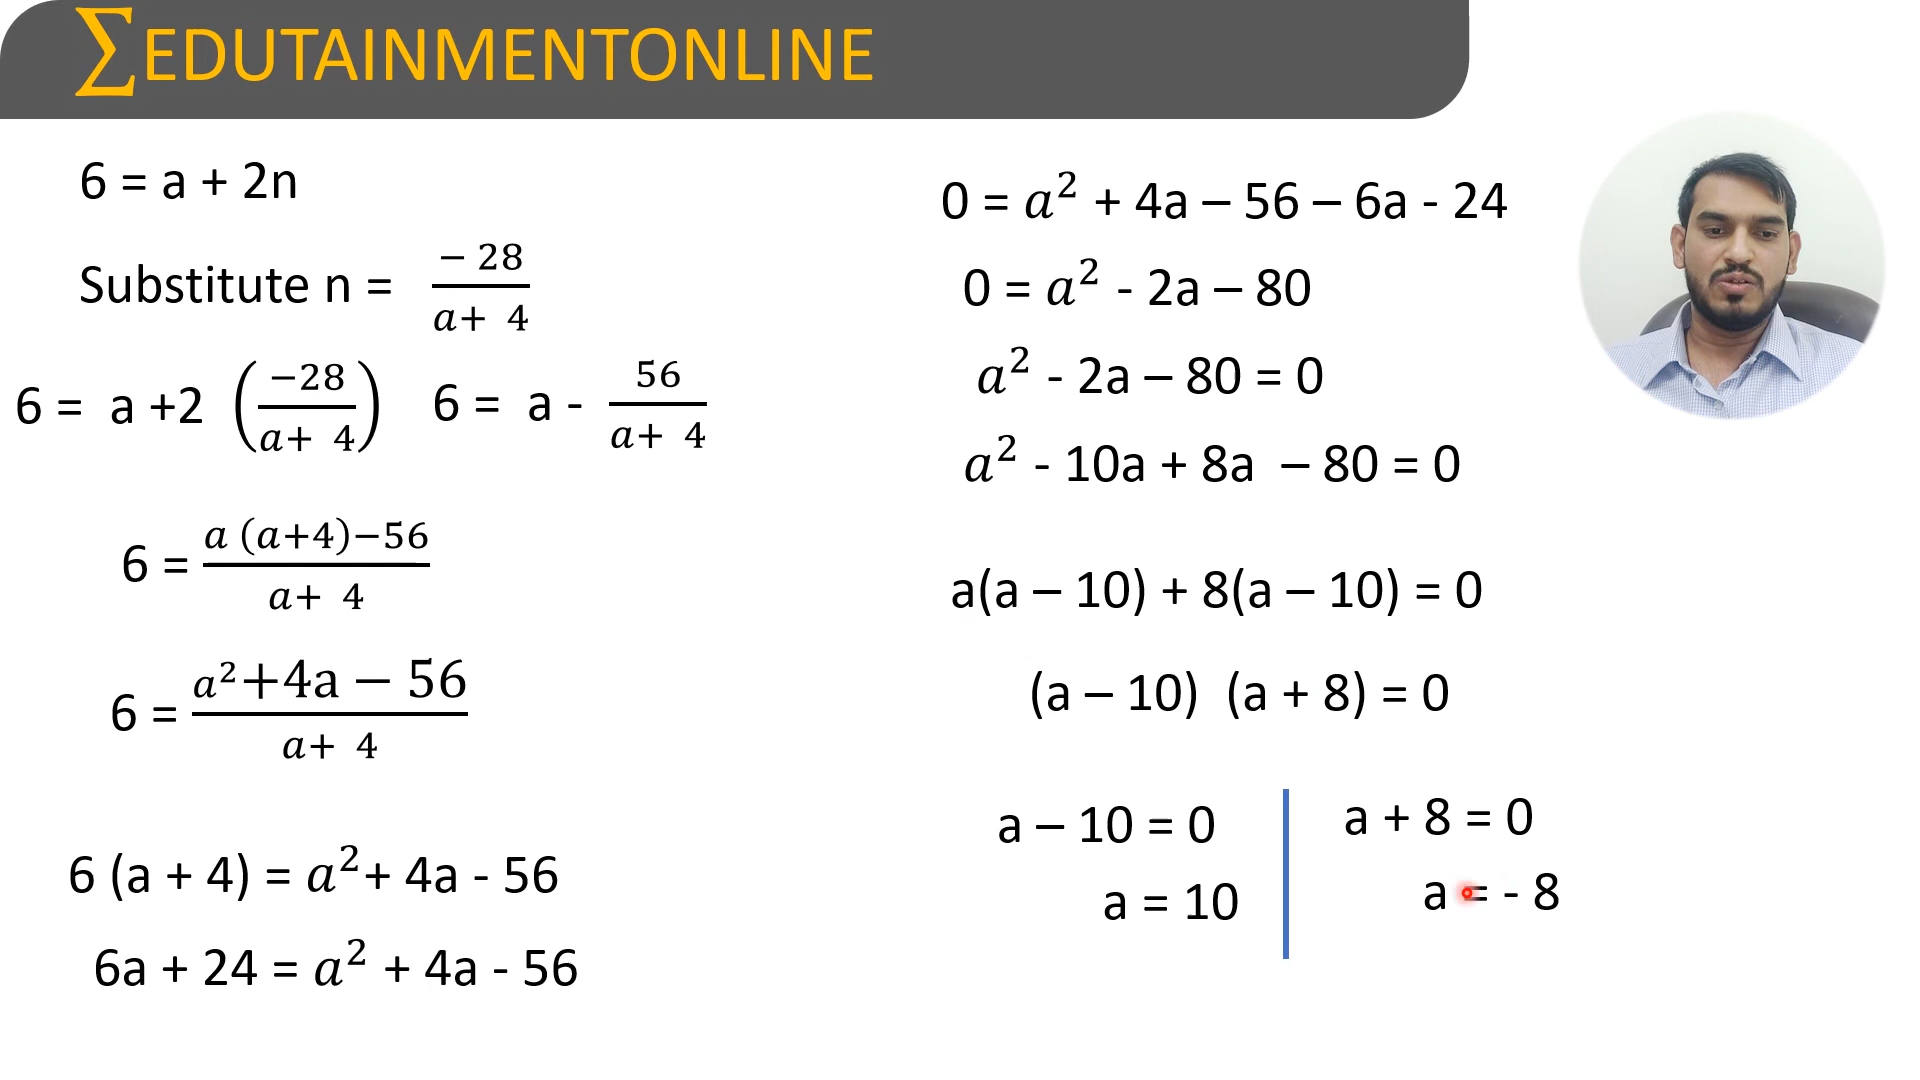 ∑EDUTAINMENTONLINE
6 = a + 2n
Substitute n = − 28 / a+ 4
6 = a +2 (−28 / a+ 4) 6 = a - 56 / a+ 4
6 = a (a+4)−56 / a+ 4
6 = a²+4a − 56 / a+ 4
6 (a + 4) = a²+ 4a - 56
6a + 24 = a² + 4a - 56
0 = a² + 4a – 56 – 6a - 24
0 = a² - 2a – 80
a² - 2a – 80 = 0
a² - 10a + 8a – 80 = 0
a(a – 10) + 8(a – 10) = 0
(a – 10) (a + 8) = 0
a – 10 = 0
a = 10
a + 8 = 0
a = - 8